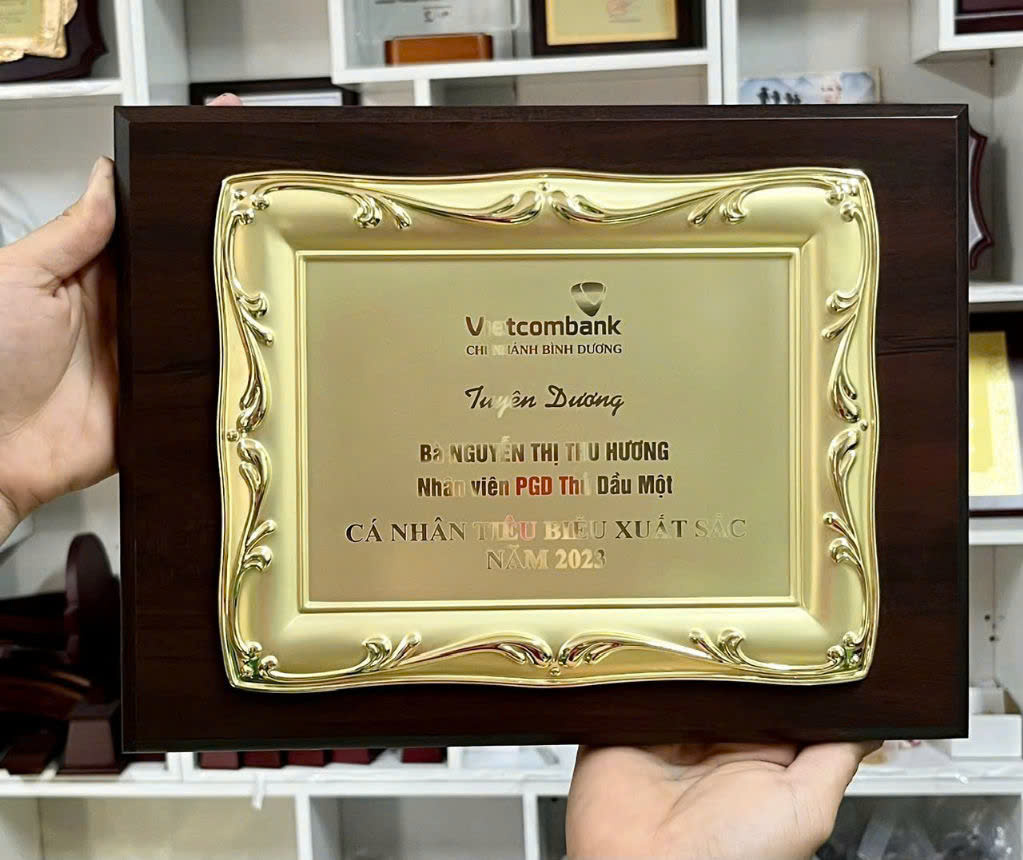 Vietcombank
CHI NHÁNH BÌNH DƯƠNG
Tuyên Dương
Bà NGUYỄN THỊ THU HƯƠNG
Nhân viên PGD Thủ Dầu Một
CÁ NHÂN TIÊU BIỂU XUẤT SẮC
NĂM 2023